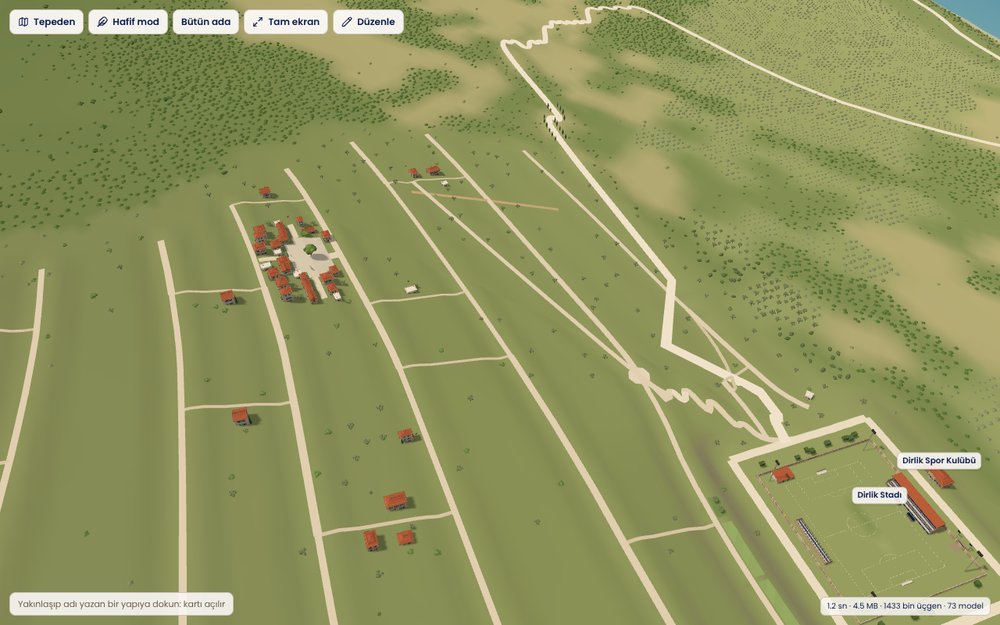 Tepeden
Hafif mod
Bütün ada
Tam ekran
Düzenle
Dirlik Spor Kulübü
Dirlik Stadı
Yakınlaşıp adı yazan bir yapıya dokun: kartı açılır
1.2 sn · 4.5 MB · 1433 bin üçgen · 73 model